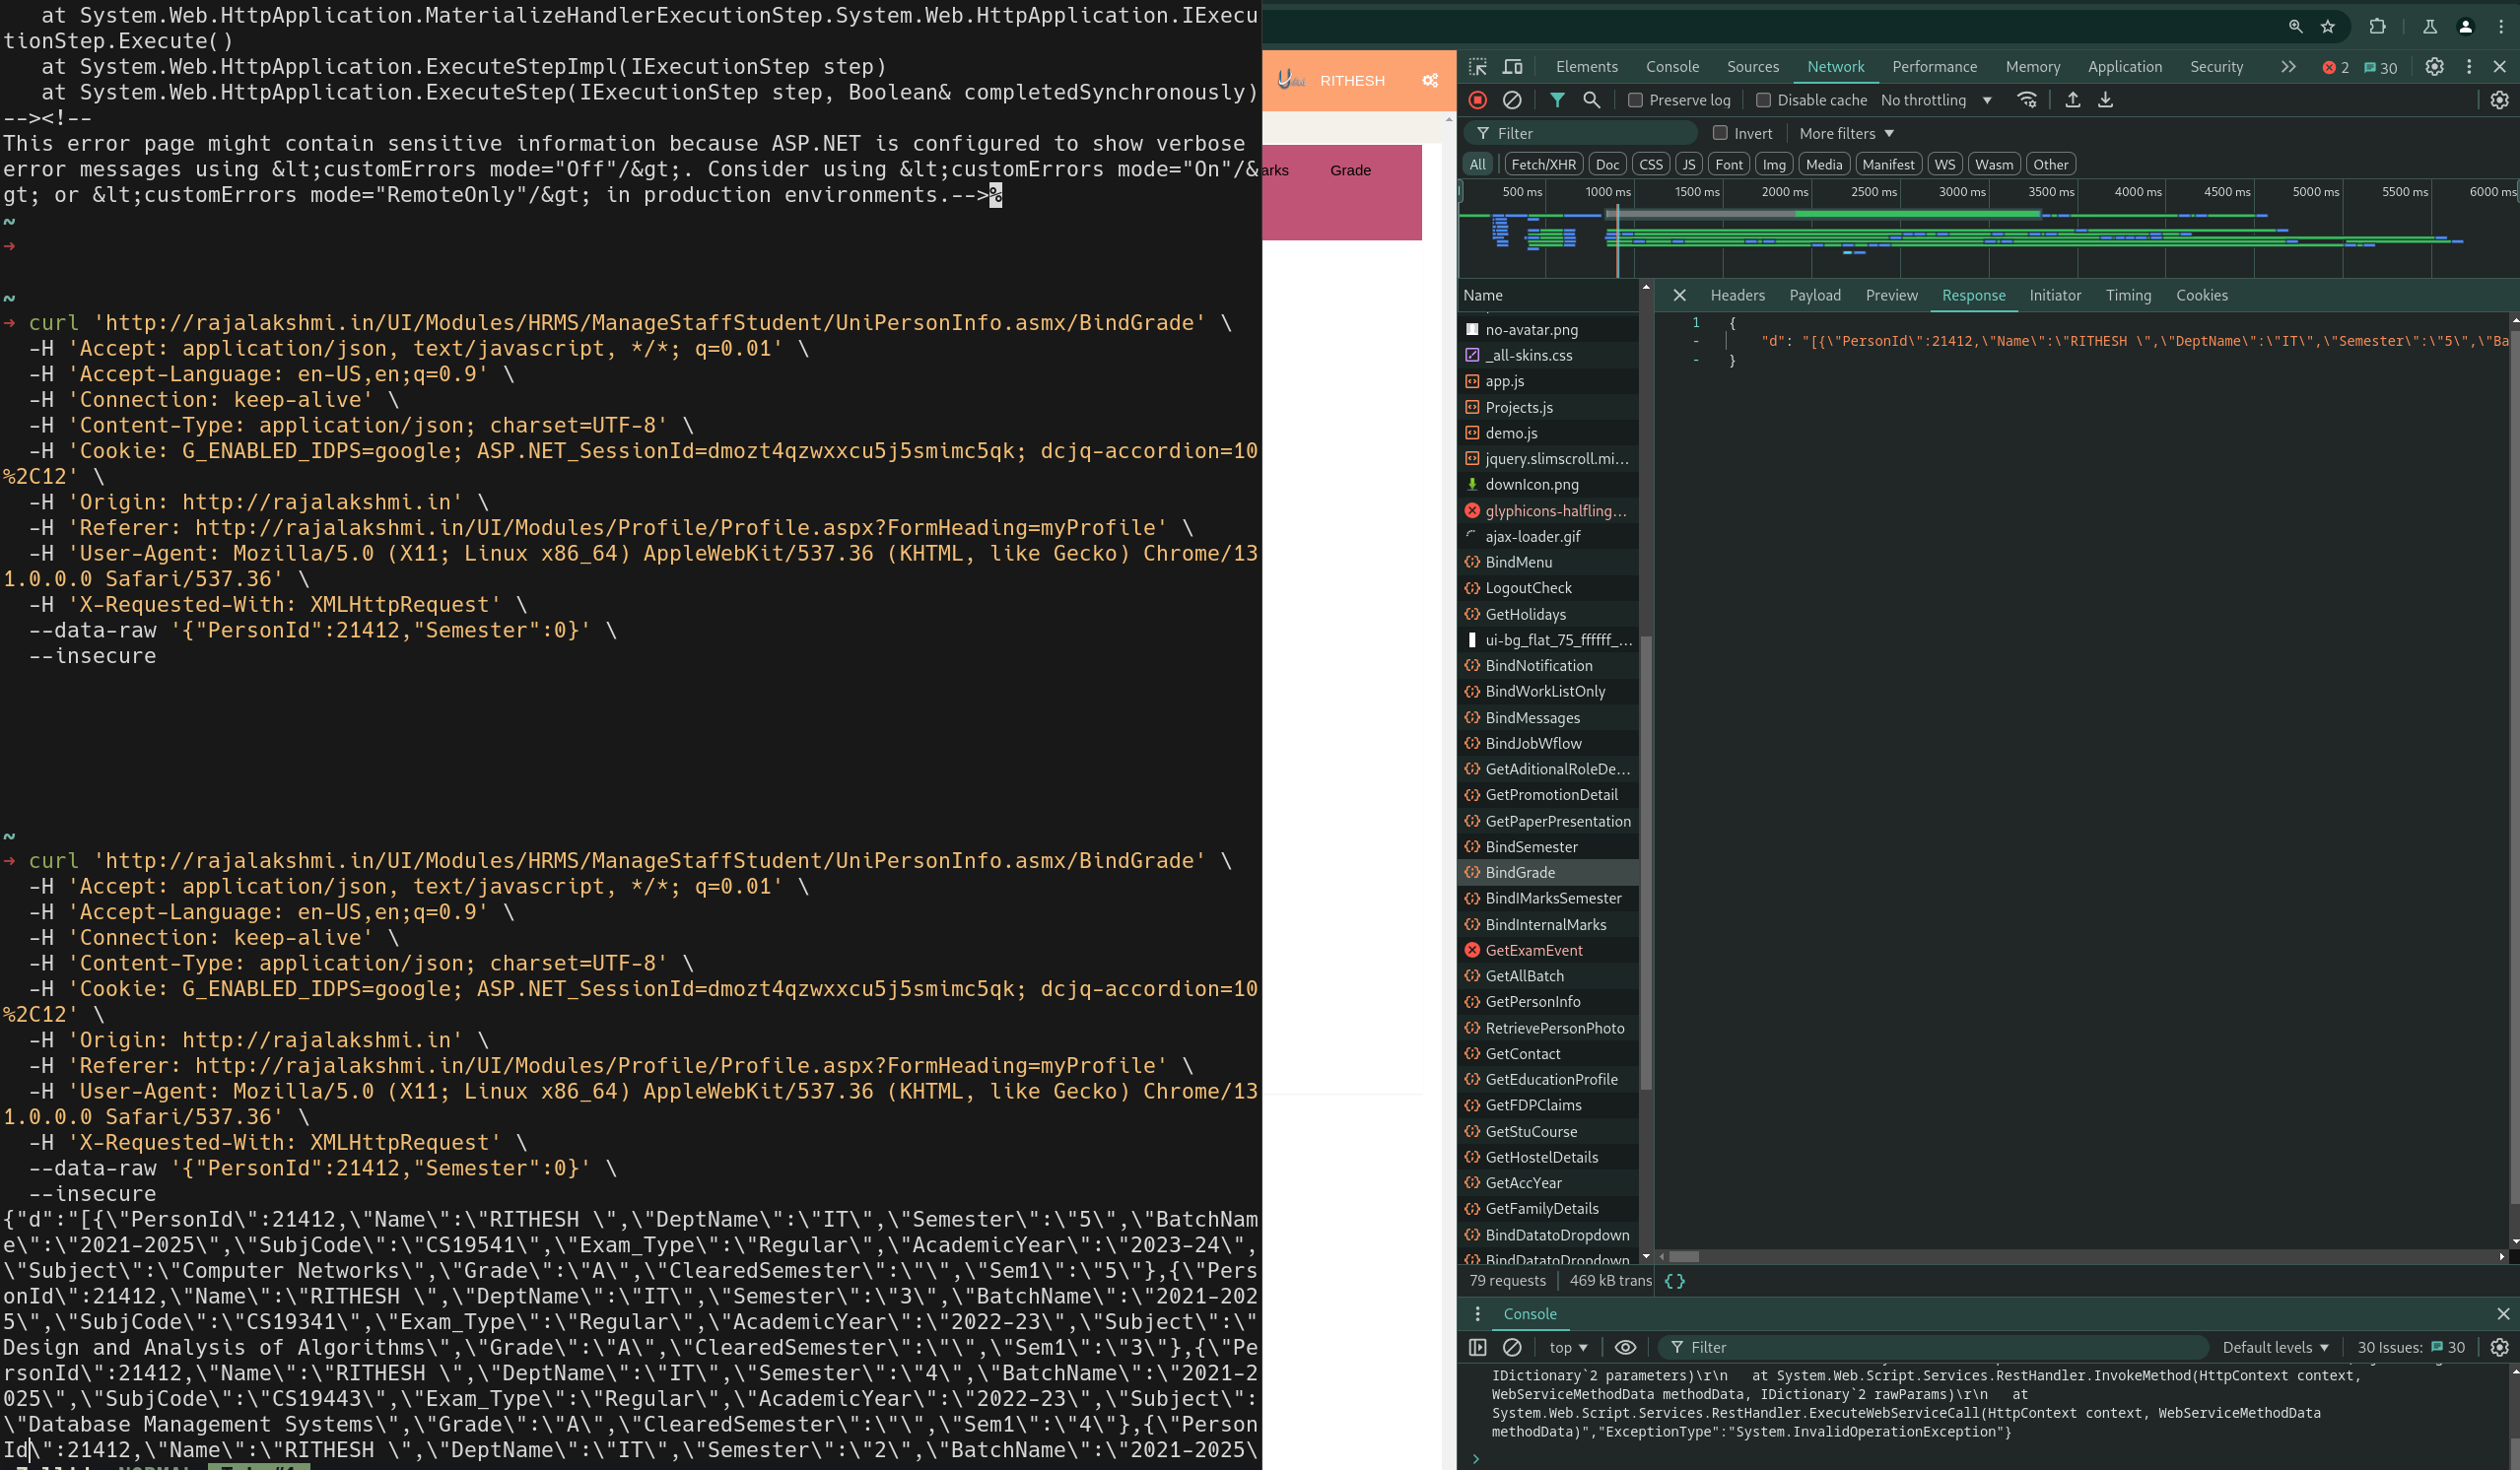 at System.Web.HttpApplication.MaterializeHandlerExecutionStep.System.Web.HttpApplication.IExecu
tionStep.Execute()
   at System.Web.HttpApplication.ExecuteStepImpl(IExecutionStep step)
   at System.Web.HttpApplication.ExecuteStep(IExecutionStep step, Boolean& completedSynchronously)
--><!--
This error page might contain sensitive information because ASP.NET is configured to show verbose
error messages using &lt;customErrors mode="Off"/&gt;. Consider using &lt;customErrors mode="On"/&
gt; or &lt;customErrors mode="RemoteOnly"/&gt; in production environments.-->%
~
→
~
→ curl 'http://rajalakshmi.in/UI/Modules/HRMS/ManageStaffStudent/UniPersonInfo.asmx/BindGrade' \
  -H 'Accept: application/json, text/javascript, */*; q=0.01' \
  -H 'Accept-Language: en-US,en;q=0.9' \
  -H 'Connection: keep-alive' \
  -H 'Content-Type: application/json; charset=UTF-8' \
  -H 'Cookie: G_ENABLED_IDPS=google; ASP.NET_SessionId=dmozt4qzwxxcu5j5smimc5qk; dcjq-accordion=10
%2C12' \
  -H 'Origin: http://rajalakshmi.in' \
  -H 'Referer: http://rajalakshmi.in/UI/Modules/Profile/Profile.aspx?FormHeading=myProfile' \
  -H 'User-Agent: Mozilla/5.0 (X11; Linux x86_64) AppleWebKit/537.36 (KHTML, like Gecko) Chrome/13
1.0.0.0 Safari/537.36' \
  -H 'X-Requested-With: XMLHttpRequest' \
  --data-raw '{"PersonId":21412,"Semester":0}' \
  --insecure
~
→ curl 'http://rajalakshmi.in/UI/Modules/HRMS/ManageStaffStudent/UniPersonInfo.asmx/BindGrade' \
  -H 'Accept: application/json, text/javascript, */*; q=0.01' \
  -H 'Accept-Language: en-US,en;q=0.9' \
  -H 'Connection: keep-alive' \
  -H 'Content-Type: application/json; charset=UTF-8' \
  -H 'Cookie: G_ENABLED_IDPS=google; ASP.NET_SessionId=dmozt4qzwxxcu5j5smimc5qk; dcjq-accordion=10
%2C12' \
  -H 'Origin: http://rajalakshmi.in' \
  -H 'Referer: http://rajalakshmi.in/UI/Modules/Profile/Profile.aspx?FormHeading=myProfile' \
  -H 'User-Agent: Mozilla/5.0 (X11; Linux x86_64) AppleWebKit/537.36 (KHTML, like Gecko) Chrome/13
1.0.0.0 Safari/537.36' \
  -H 'X-Requested-With: XMLHttpRequest' \
  --data-raw '{"PersonId":21412,"Semester":0}' \
  --insecure
{"d":"[{\"PersonId\":21412,\"Name\":\"RITHESH \",\"DeptName\":\"IT\",\"Semester\":\"5\",\"BatchNam
e\":\"2021-2025\",\"SubjCode\":\"CS19541\",\"Exam_Type\":\"Regular\",\"AcademicYear\":\"2023-24\",
\"Subject\":\"Computer Networks\",\"Grade\":\"A\",\"ClearedSemester\":\"\",\"Sem1\":\"5\"},{\"Pers
onId\":21412,\"Name\":\"RITHESH \",\"DeptName\":\"IT\",\"Semester\":\"3\",\"BatchName\":\"2021-202
5\",\"SubjCode\":\"CS19341\",\"Exam_Type\":\"Regular\",\"AcademicYear\":\"2022-23\",\"Subject\":\"
Design and Analysis of Algorithms\",\"Grade\":\"A\",\"ClearedSemester\":\"\",\"Sem1\":\"3\"},{\"Pe
rsonId\":21412,\"Name\":\"RITHESH \",\"DeptName\":\"IT\",\"Semester\":\"4\",\"BatchName\":\"2021-2
025\",\"SubjCode\":\"CS19443\",\"Exam_Type\":\"Regular\",\"AcademicYear\":\"2022-23\",\"Subject\":
\"Database Management Systems\",\"Grade\":\"A\",\"ClearedSemester\":\"\",\"Sem1\":\"4\"},{\"Person
Id\":21412,\"Name\":\"RITHESH \",\"DeptName\":\"IT\",\"Semester\":\"2\",\"BatchName\":\"2021-2025\
RITHESH
arks Grade
Elements Console Sources Network Performance Memory Application Security 2 30
Preserve log Disable cache No throttling
Filter Invert More filters
All Fetch/XHR Doc CSS JS Font Img Media Manifest WS Wasm Other
500 ms 1000 ms 1500 ms 2000 ms 2500 ms 3000 ms 3500 ms 4000 ms 4500 ms 5000 ms 5500 ms 6000 ms
Name
no-avatar.png
_all-skins.css
app.js
Projects.js
demo.js
jquery.slimscroll.mi...
downIcon.png
glyphicons-halfling...
ajax-loader.gif
BindMenu
LogoutCheck
GetHolidays
ui-bg_flat_75_ffffff_...
BindNotification
BindWorkListOnly
BindMessages
BindJobWflow
GetAditionalRoleDe...
GetPromotionDetail
GetPaperPresentation
BindSemester
BindGrade
BindIMarksSemester
BindInternalMarks
GetExamEvent
GetAllBatch
GetPersonInfo
RetrievePersonPhoto
GetContact
GetEducationProfile
GetFDPClaims
GetStuCourse
GetHostelDetails
GetAccYear
GetFamilyDetails
BindDatatoDropdown
BindDatatoDropdown
Headers Payload Preview Response Initiator Timing Cookies
1 {
- "d": "[{\"PersonId\":21412,\"Name\":\"RITHESH \",\"DeptName\":\"IT\",\"Semester\":\"5\",\"Ba
- }
79 requests 469 kB trans {}
Console
top Filter Default levels 30 Issues: 30
IDictionary`2 parameters)\r\n   at System.Web.Script.Services.RestHandler.InvokeMethod(HttpContext context,
WebServiceMethodData methodData, IDictionary`2 rawParams)\r\n   at
System.Web.Script.Services.RestHandler.ExecuteWebServiceCall(HttpContext context, WebServiceMethodData
methodData)","ExceptionType":"System.InvalidOperationException"}
>